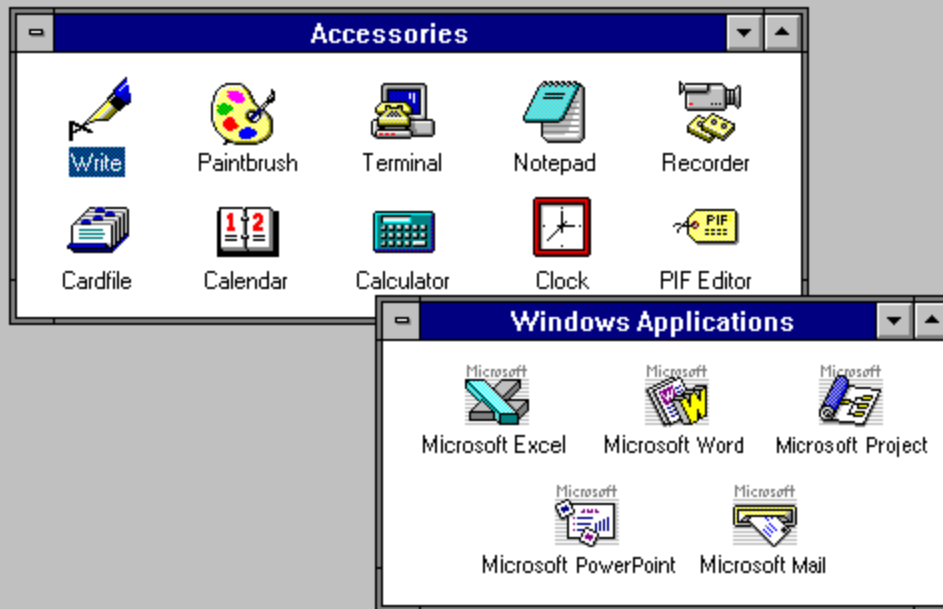 Accessories
Write Paintbrush Terminal Notepad Recorder
1 2 PIF
Cardfile Calendar Calculator Clock PIF Editor
Windows Applications
Microsoft Microsoft Microsoft
W W
Microsoft Excel Microsoft Word Microsoft Project
Microsoft Microsoft
Microsoft PowerPoint Microsoft Mail